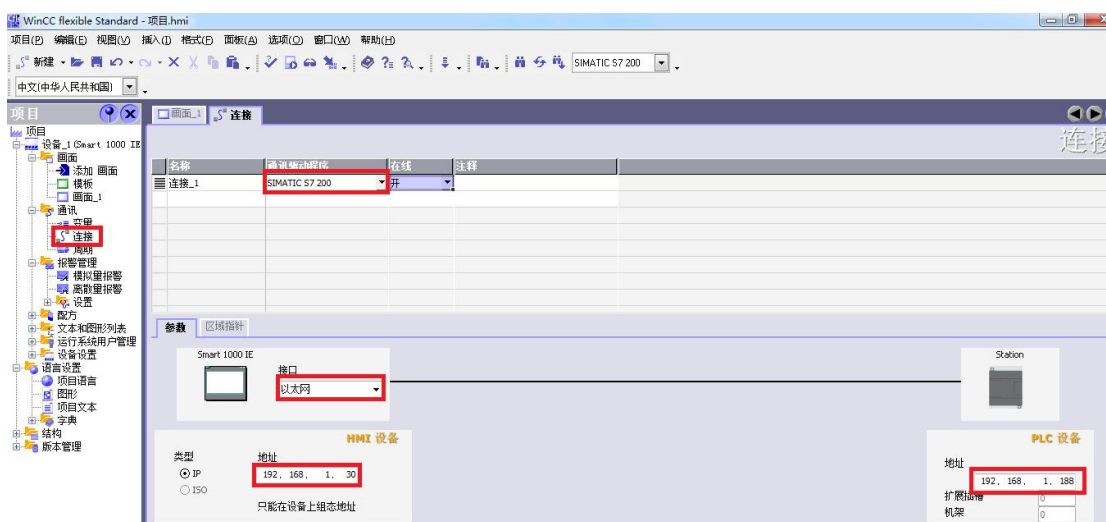 WinCC flexible Standard - 项目.hmi
项目(P) 编辑(E) 视图(V) 插入(I) 格式(F) 面板(A) 选项(O) 窗口(W) 帮助(H)
新建 SIMATIC S7 200
中文(中华人民共和国)
项目
画面_1 连接
连接
项目
设备_1(Smart 1000 IE
画面
添加 画面
模板
画面_1
通讯
变量
连接
周期
报警管理
模拟量报警
离散量报警
设置
配方
文本和图形列表
运行系统用户管理
设备设置
语言设置
项目语言
图形
项目文本
字典
结构
版本管理
名称 通讯驱动程序 在线 注释
连接_1 SIMATIC S7 200 开
参数 区域指针
Smart 1000 IE
接口
以太网
Station
HMI 设备
类型 地址
IP 192. 168. 1. 30
ISO
只能在设备上组态地址
PLC 设备
地址
192. 168. 1. 188
扩展插槽 0
机架 0